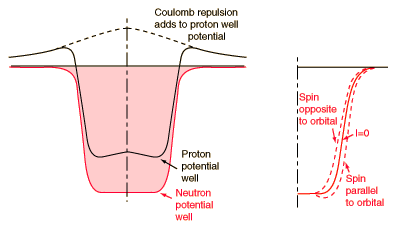 Coulomb repulsion
adds to proton well
potential
Proton
potential
well
Neutron
potential
well
Spin
opposite
to orbital
l=0
Spin
parallel
to orbital